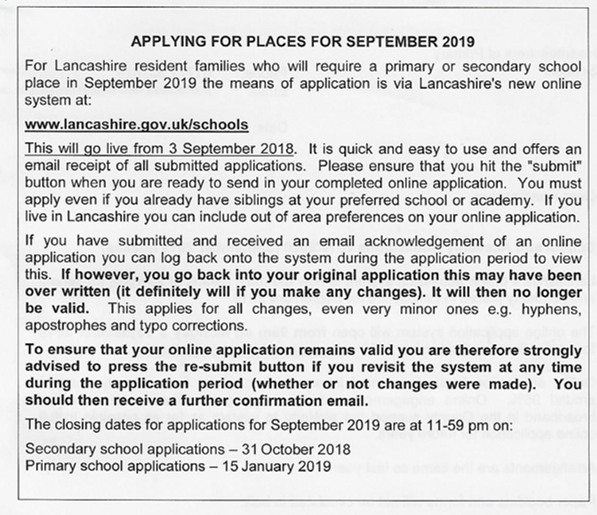 APPLYING FOR PLACES FOR SEPTEMBER 2019
For Lancashire resident families who will require a primary or secondary school
place in September 2019 the means of application is via Lancashire's new online
system at:
www.lancashire.gov.uk/schools
This will go live from 3 September 2018. It is quick and easy to use and offers an
email receipt of all submitted applications. Please ensure that you hit the "submit"
button when you are ready to send in your completed online application. You must
apply even if you already have siblings at your preferred school or academy. If you
live in Lancashire you can include out of area preferences on your online application.
If you have submitted and received an email acknowledgement of an online
application you can log back onto the system during the application period to view
this. If however, you go back into your original application this may have been
over written (it definitely will if you make any changes). It will then no longer
be valid. This applies for all changes, even very minor ones e.g. hyphens,
apostrophes and typo corrections.
To ensure that your online application remains valid you are therefore strongly
advised to press the re-submit button if you revisit the system at any time
during the application period (whether or not changes were made). You
should then receive a further confirmation email.
The closing dates for applications for September 2019 are at 11-59 pm on:
Secondary school applications – 31 October 2018
Primary school applications – 15 January 2019